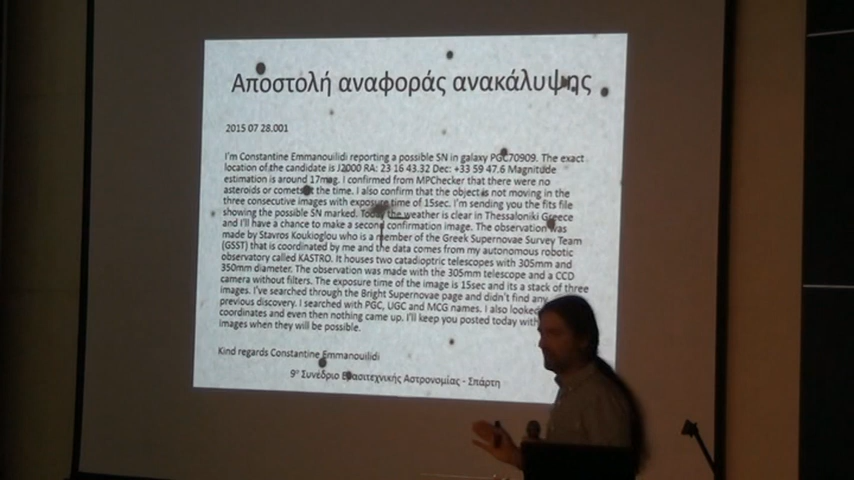 Αποστολή αναφοράς ανακάλυψης
2015 07 28.001
I'm Constantine Emmanouilidi reporting a possible SN in galaxy PGC70909. The exact
location of the candidate is J2000 RA: 23 16 43.32 Dec: +33 59 47.6 Magnitude
estimation is around 17mag. I confirmed from MPChecker that there were no
asteroids or comets at the time. I also confirm that the object is not moving in the
three consecutive images with exposure time of 15sec. I'm sending you the fits file
showing the possible SN marked. Today the weather is clear in Thessaloniki Greece
and I'll have a chance to make a second confirmation image. The observation was
made by Stavros Koukioglou who is a member of the Greek Supernovae Survey Team
(GSST) that is coordinated by me and the data comes from my autonomous robotic
observatory called KASTRO. It houses two catadioptric telescopes with 305mm and
350mm diameter. The observation was made with the 305mm telescope and a CCD
camera without filters. The exposure time of the image is 15sec and its a stack of three
images. I've searched through the Bright Supernovae page and didn't find any
previous discovery. I searched with PGC, UGC and MCG names. I also looked
coordinates and even then nothing came up. I'll keep you posted today with
images when they will be possible.
Kind regards Constantine Emmanouilidi
9ο Συνέδριο Ερασιτεχνικής Αστρονομίας - Σπάρτη